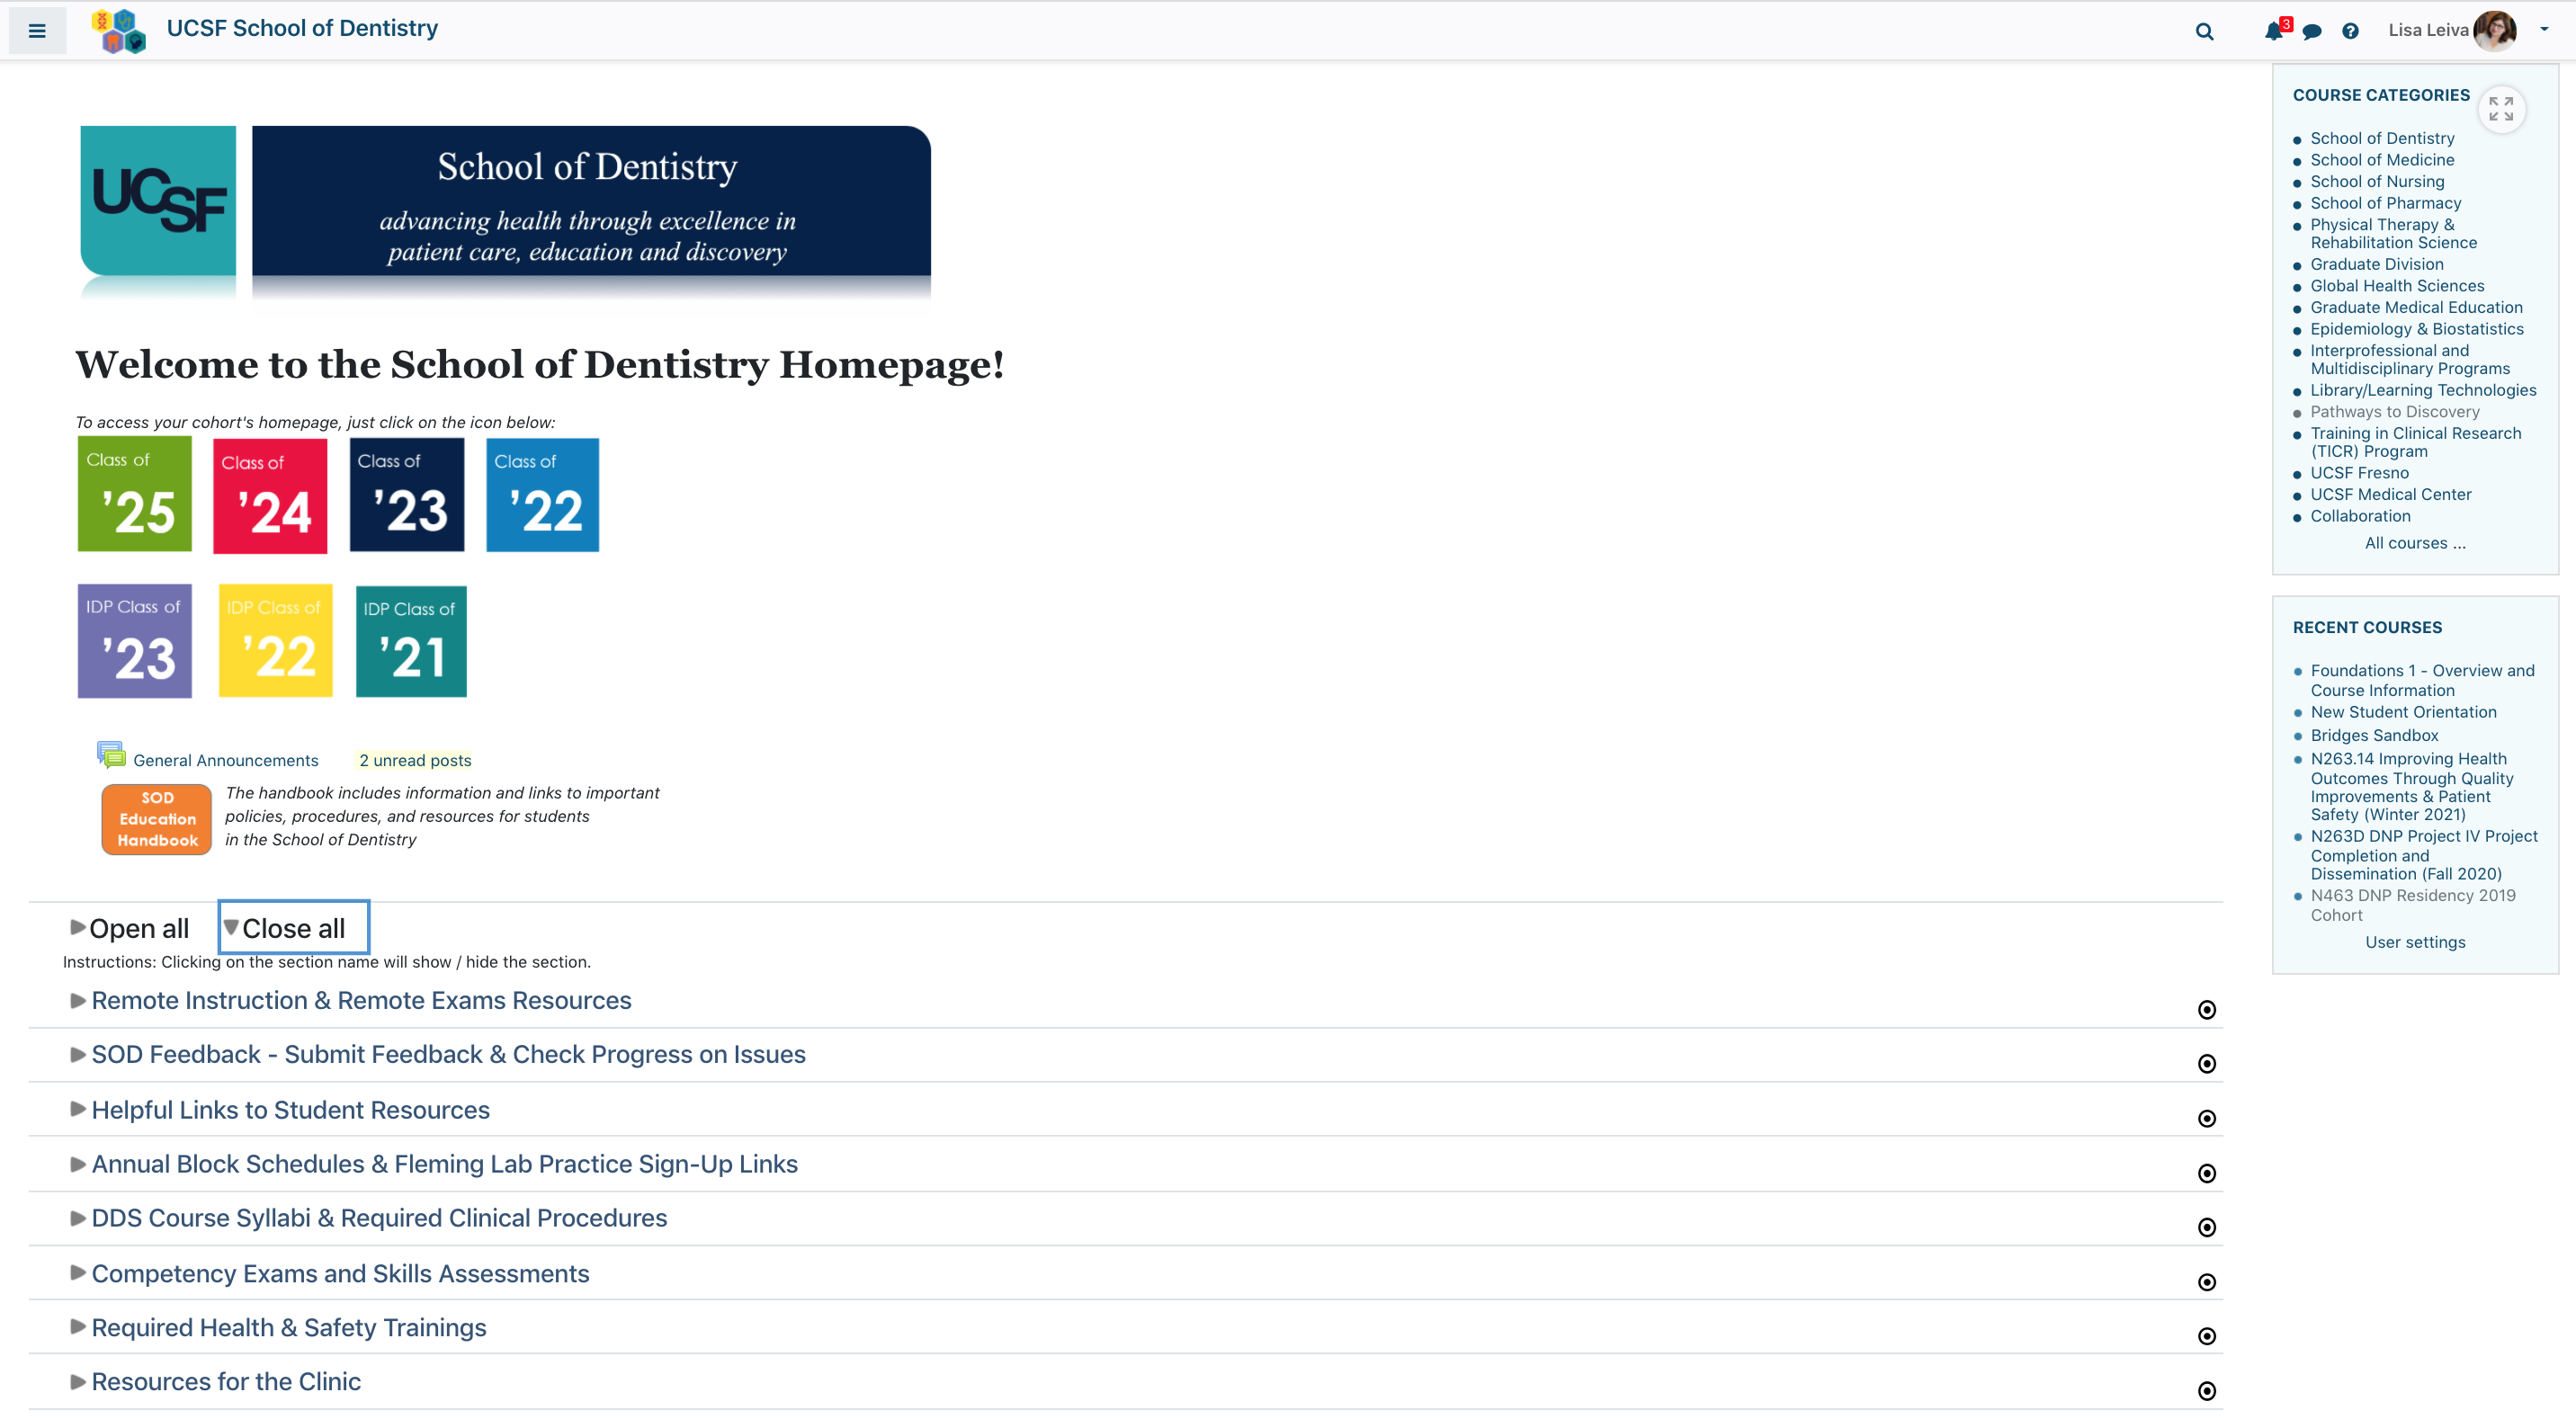 UCSF School of Dentistry
3
Lisa Leiva
UCSF
School of Dentistry
advancing health through excellence in
patient care, education and discovery
Welcome to the School of Dentistry Homepage!
To access your cohort's homepage, just click on the icon below:
Class of
'25
Class of
'24
Class of
'23
Class of
'22
IDP Class of
'23
IDP Class of
'22
IDP Class of
'21
General Announcements
2 unread posts
SOD
Education
Handbook
The handbook includes information and links to important
policies, procedures, and resources for students
in the School of Dentistry
Open all
Close all
Instructions: Clicking on the section name will show / hide the section.
Remote Instruction & Remote Exams Resources
SOD Feedback - Submit Feedback & Check Progress on Issues
Helpful Links to Student Resources
Annual Block Schedules & Fleming Lab Practice Sign-Up Links
DDS Course Syllabi & Required Clinical Procedures
Competency Exams and Skills Assessments
Required Health & Safety Trainings
Resources for the Clinic
COURSE CATEGORIES
School of Dentistry
School of Medicine
School of Nursing
School of Pharmacy
Physical Therapy &
Rehabilitation Science
Graduate Division
Global Health Sciences
Graduate Medical Education
Epidemiology & Biostatistics
Interprofessional and
Multidisciplinary Programs
Library/Learning Technologies
Pathways to Discovery
Training in Clinical Research
(TICR) Program
UCSF Fresno
UCSF Medical Center
Collaboration
All courses ...
RECENT COURSES
Foundations 1 - Overview and
Course Information
New Student Orientation
Bridges Sandbox
N263.14 Improving Health
Outcomes Through Quality
Improvements & Patient
Safety (Winter 2021)
N263D DNP Project IV Project
Completion and
Dissemination (Fall 2020)
N463 DNP Residency 2019
Cohort
User settings